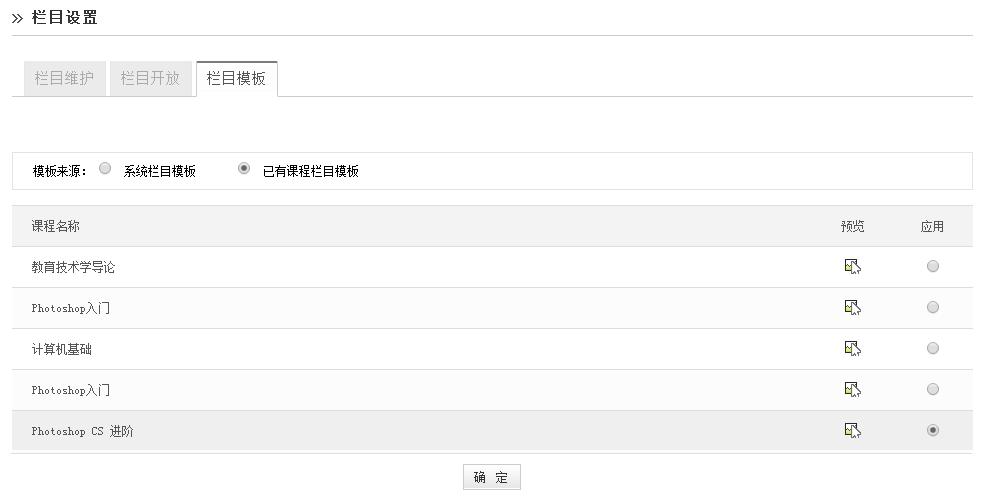 栏目设置
栏目维护 栏目开放 栏目模板
模板来源: 系统栏目模板 已有课程栏目模板
课程名称 预览 应用
教育技术学导论
Photoshop入门
计算机基础
Photoshop入门
Photoshop CS 进阶
确 定